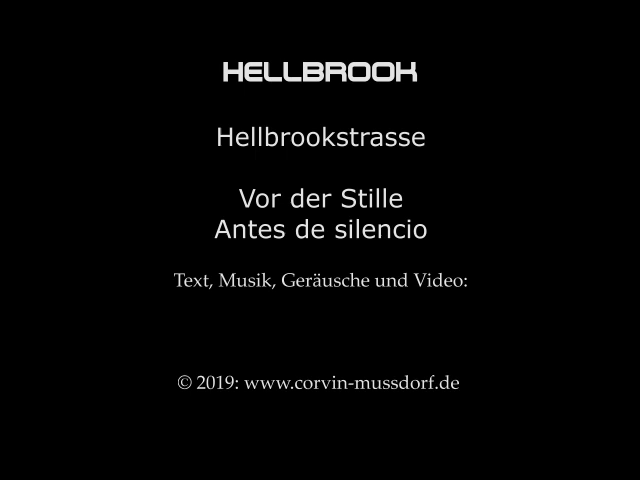 HELLBROOK
Hellbrookstrasse
Vor der Stille
Antes de silencio
Text, Musik, Geräusche und Video:
© 2019: www.corvin-mussdorf.de